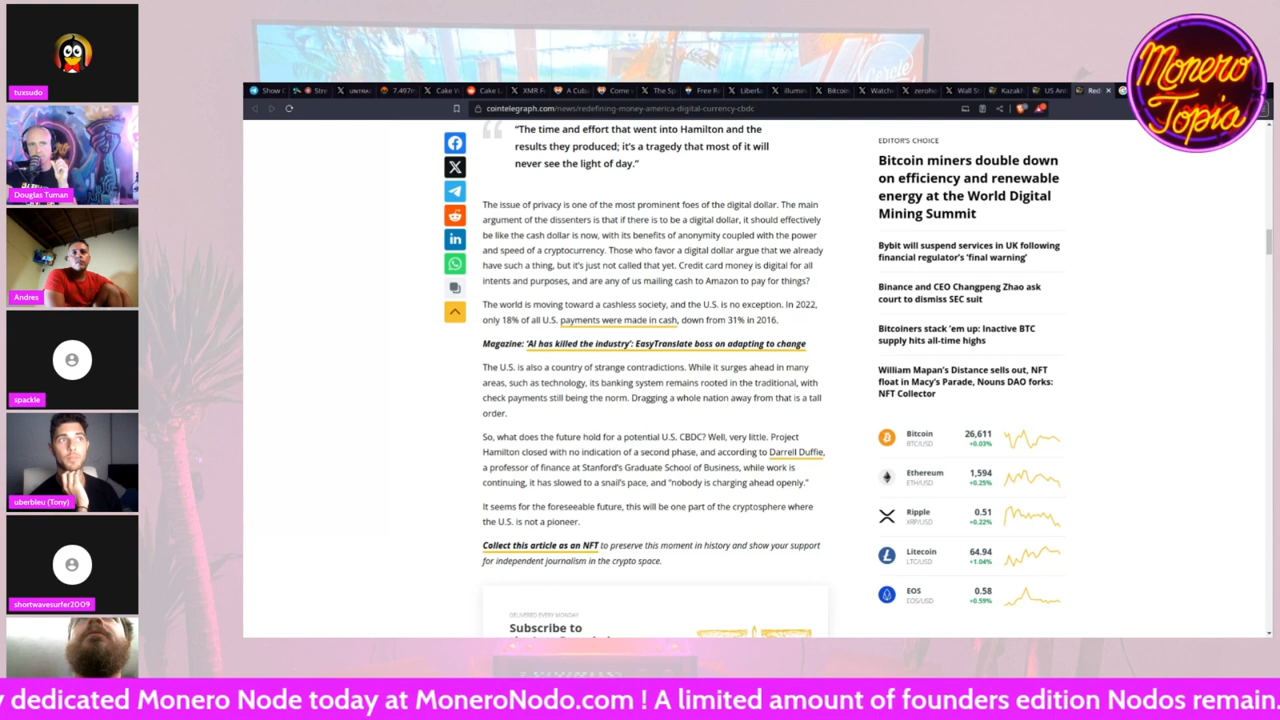 tuxsudo
Douglas Tuman
Andres
spackle
uberbleu (Tony)
shortwavesurfer2009
Monero
Topia
cointelegraph.com/news/redefining-money-america-digital-currency-cbdc
"The time and effort that went into Hamilton and the
results they produced; it's a tragedy that most of it will
never see the light of day."
The issue of privacy is one of the most prominent foes of the digital dollar. The main
argument of the dissenters is that if there is to be a digital dollar, it should effectively
be like the cash dollar is now, with its benefits of anonymity coupled with the power
and speed of a cryptocurrency. Those who favor a digital dollar argue that we already
have such a thing, but it's just not called that yet. Credit card money is digital for all
intents and purposes, and are any of us mailing cash to Amazon to pay for things?
The world is moving toward a cashless society, and the U.S. is no exception. In 2022,
only 18% of all U.S. payments were made in cash, down from 31% in 2016.
Magazine: 'AI has killed the industry': EasyTranslate boss on adapting to change
The U.S. is also a country of strange contradictions. While it surges ahead in many
areas, such as technology, its banking system remains rooted in the traditional, with
check payments still being the norm. Dragging a whole nation away from that is a tall
order.
So, what does the future hold for a potential U.S. CBDC? Well, very little. Project
Hamilton closed with no indication of a second phase, and according to Darrell Duffie,
a professor of finance at Stanford's Graduate School of Business, while work is
continuing, it has slowed to a snail's pace, and "nobody is charging ahead openly."
It seems for the foreseeable future, this will be one part of the cryptosphere where
the U.S. is not a pioneer.
Collect this article as an NFT to preserve this moment in history and show your support
for independent journalism in the crypto space.
DELIVERED EVERY MONDAY
Subscribe to
EDITOR'S CHOICE
Bitcoin miners double down
on efficiency and renewable
energy at the World Digital
Mining Summit
Bybit will suspend services in UK following
financial regulator's 'final warning'
Binance and CEO Changpeng Zhao ask
court to dismiss SEC suit
Bitcoiners stack 'em up: Inactive BTC
supply hits all-time highs
William Mapan's Distance sells out, NFT
float in Macy's Parade, Nouns DAO forks:
NFT Collector
Bitcoin 26,611
BTC/USD +0.03%
Ethereum 1,594
ETH/USD +0.25%
Ripple 0.51
XRP/USD +0.22%
Litecoin 64.94
LTC/USD +1.04%
EOS 0.58
EOS/USD +0.59%
dedicated Monero Node today at MoneroNodo.com ! A limited amount of founders edition Nodos remain.